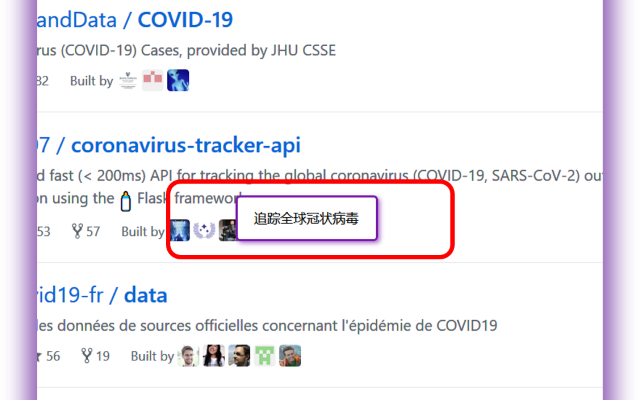 andData / COVID-19
rus (COVID-19) Cases, provided by JHU CSSE
32 Built by
07 / coronavirus-tracker-api
d fast (< 200ms) API for tracking the global coronavirus (COVID-19, SARS-CoV-2) out
on using the Flask framework
追踪全球冠状病毒
53 57 Built by
vid19-fr / data
des données de sources officielles concernant l'épidémie de COVID19
56 19 Built by